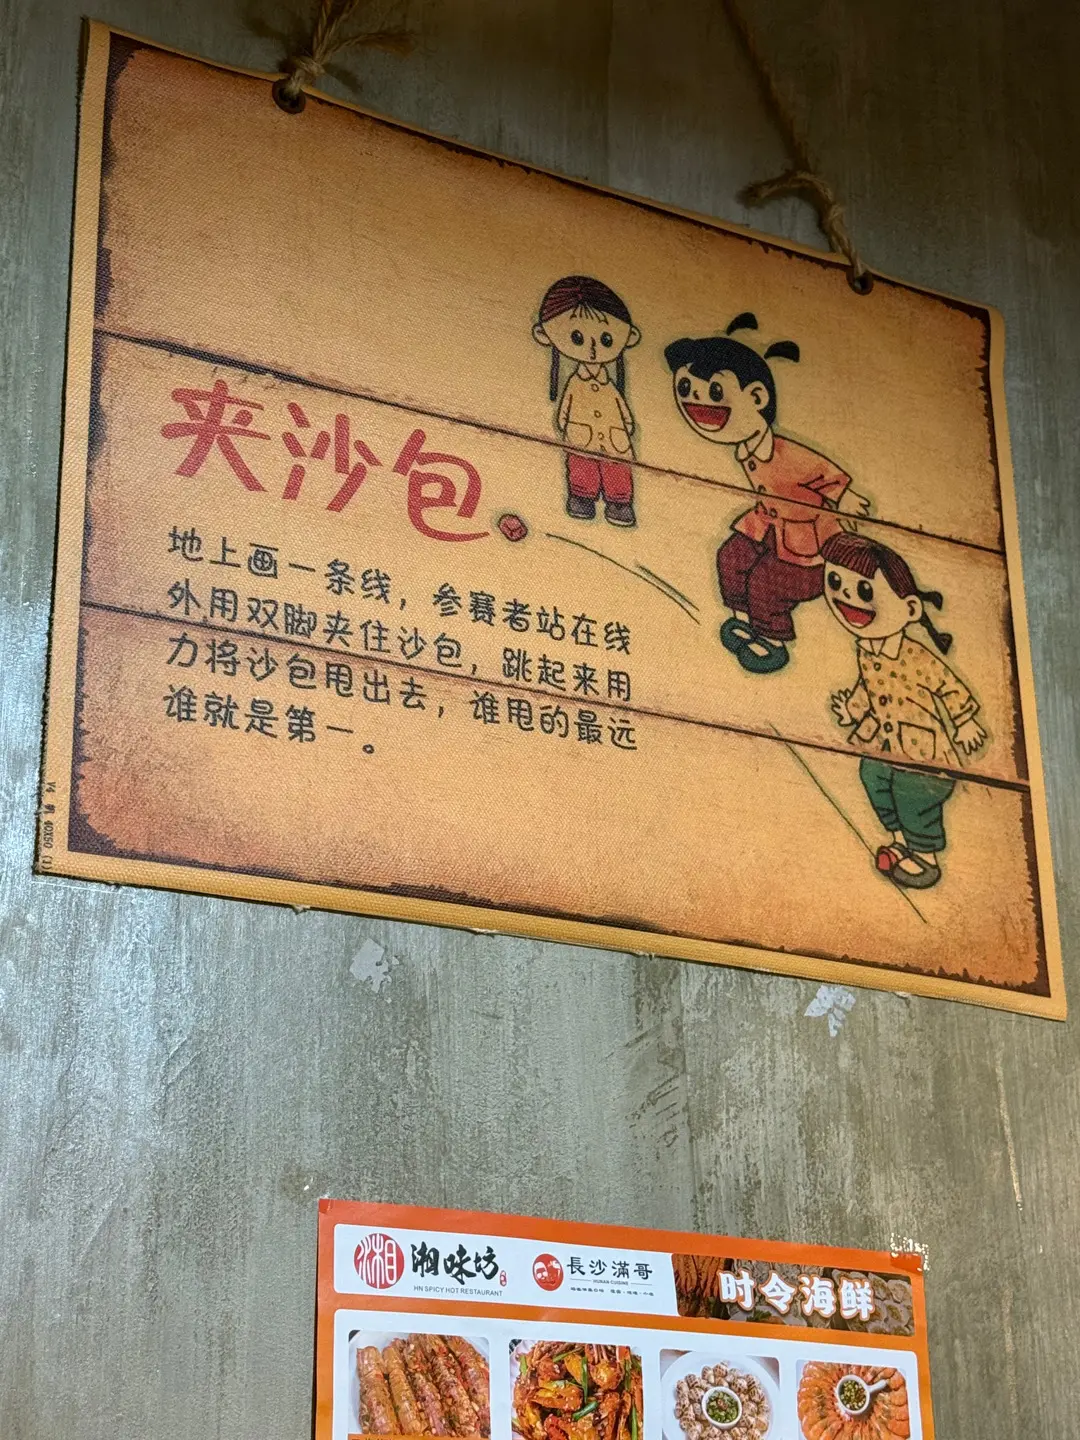 夹沙包
地上画一条线，参赛者站在线
外用双脚夹住沙包，跳起来用
力将沙包甩出去，谁甩的最远
谁就是第一。
湘 湘味坊
HN SPICY HOT RESTAURANT
長沙滿哥
HUNAN CUISINE
时令海鲜